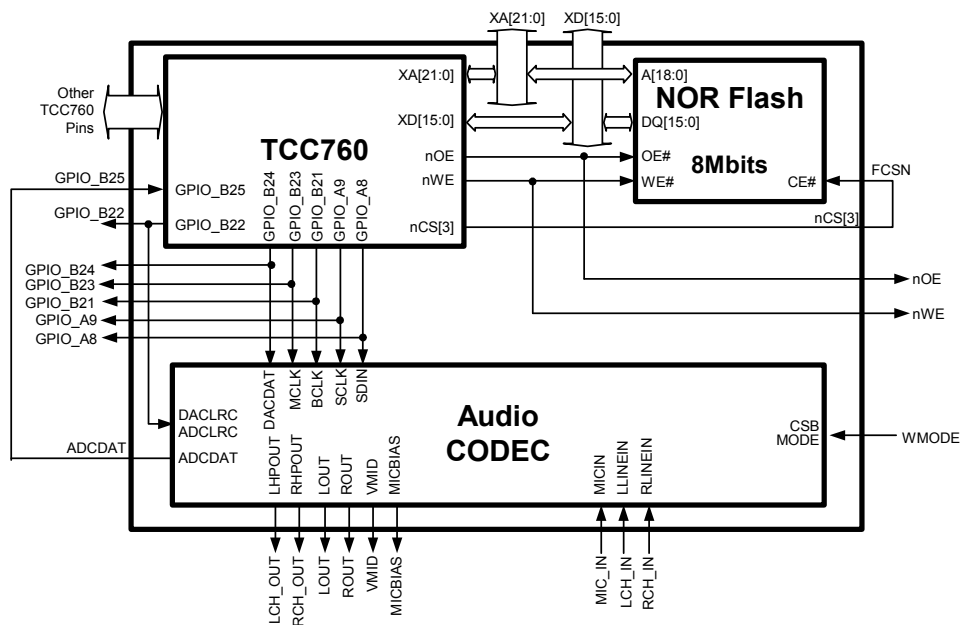 XA[21:0] XD[15:0]
Other
TCC760
Pins
XA[21:0]
XD[15:0]
TCC760
nOE
nWE
nCS[3]
GPIO_B25
GPIO_B22
GPIO_B24
GPIO_B23
GPIO_B21
GPIO_A9
GPIO_A8
A[18:0]
NOR Flash
DQ[15:0]
8Mbits
OE#
WE#
CE#
FCSN
nCS[3]
GPIO_B25
GPIO_B22
GPIO_B24
GPIO_B23
GPIO_B21
GPIO_A9
GPIO_A8
nOE
nWE
DACDAT
MCLK
BCLK
SCLK
SDIN
DACLRC
ADCLRC
ADCDAT
ADCDAT
Audio
CODEC
CSB
MODE
WMODE
LHPOUT
RHPOUT
LOUT
ROUT
VMID
MICBIAS
MICIN
LLINEIN
RLINEIN
LCH_OUT
RCH_OUT
LOUT
ROUT
VMID
MICBIAS
MIC_IN
LCH_IN
RCH_IN